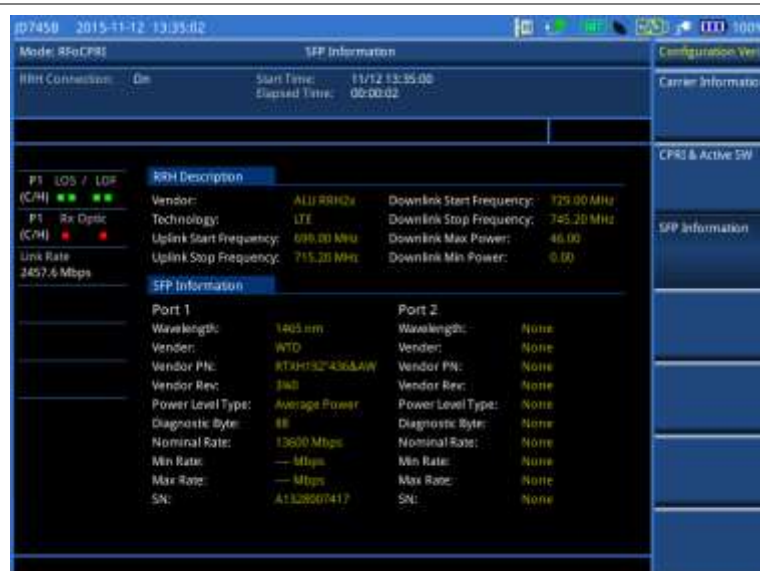 JD745B 2015-11-12 13:35:02
100%
Mode: RFoCPRI
SFP Information
RRH Connection: On
Start Time: 11/12 13:35:00
Elapsed Time: 00:00:02
Configuration
Carrier
CPRI & Active SW
SFP Information
P1 LOS / LOF
(C/H)
P1 Rx Optic
(C/H)
Link Rate
2457.6 Mbps
RRH Description
Vendor: ALU RRH2x
Technology: LTE
Uplink Start Frequency: 699.00 MHz
Uplink Stop Frequency: 715.20 MHz
Downlink Start Frequency: 729.00 MHz
Downlink Stop Frequency: 745.20 MHz
Downlink Max Power: 46.00
Downlink Min Power: 0.00
SFP Information
Port 1
Wavelength: 1465 nm
Vender: WTD
Vendor PN:
Vendor Rev:
Power Level Type: Average Power
Diagnostic Byte: 88
Nominal Rate: 13600 Mbps
Min Rate: --- Mbps
Max Rate: --- Mbps
SN: A1328507417
Port 2
Wavelength: None
Vender: None
Vendor PN: None
Vendor Rev: None
Power Level Type: None
Diagnostic Byte: None
Nominal Rate: None
Min Rate: None
Max Rate: None
SN: None